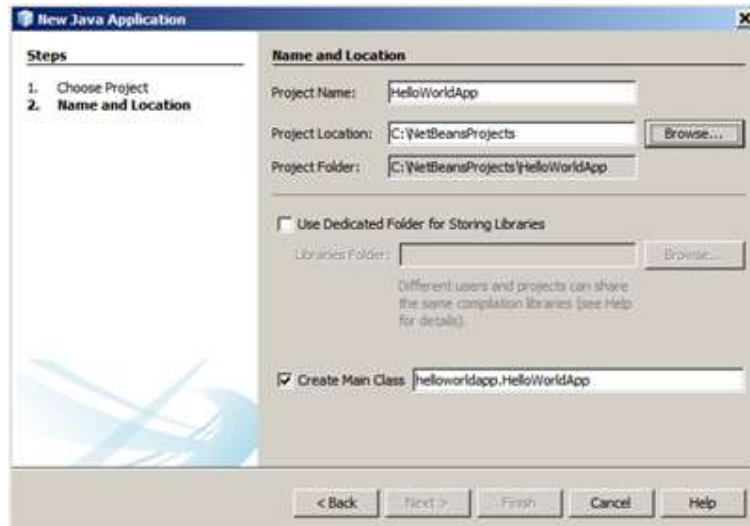 New Java Application
Steps
1. Choose Project
2. Name and Location
Name and Location
Project Name: HelloWorldApp
Project Location: C:\NetBeansProjects Browse...
Project Folder: C:\NetBeansProjects\HelloWorldApp
Use Dedicated Folder for Storing Libraries
Libraries Folder: Browse...
Different users and projects can share
the same compilation libraries (see Help
for details).
Create Main Class helloworldapp.HelloWorldApp
< Back Next > Finish Cancel Help